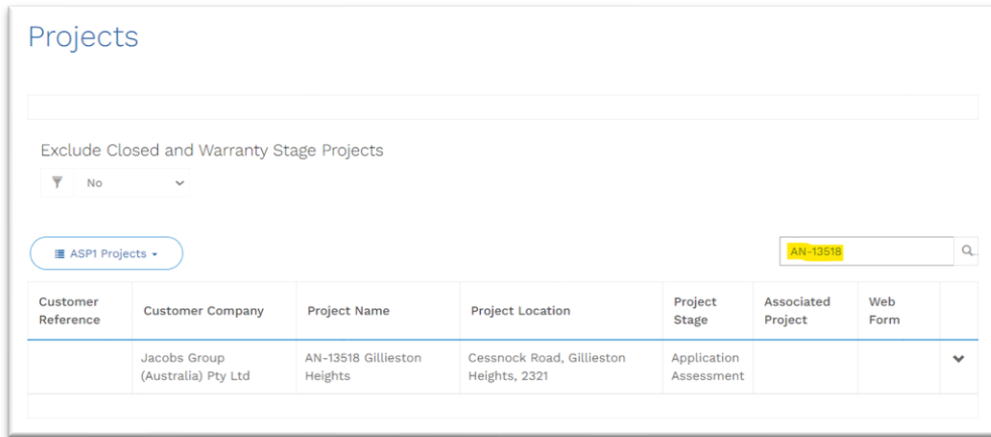 Projects
Exclude Closed and Warranty Stage Projects
No
ASP1 Projects
AN-13518
Customer Reference Customer Company Project Name Project Location Project Stage Associated Project Web Form
Jacobs Group (Australia) Pty Ltd AN-13518 Gillieston Heights Cessnock Road, Gillieston Heights, 2321 Application Assessment